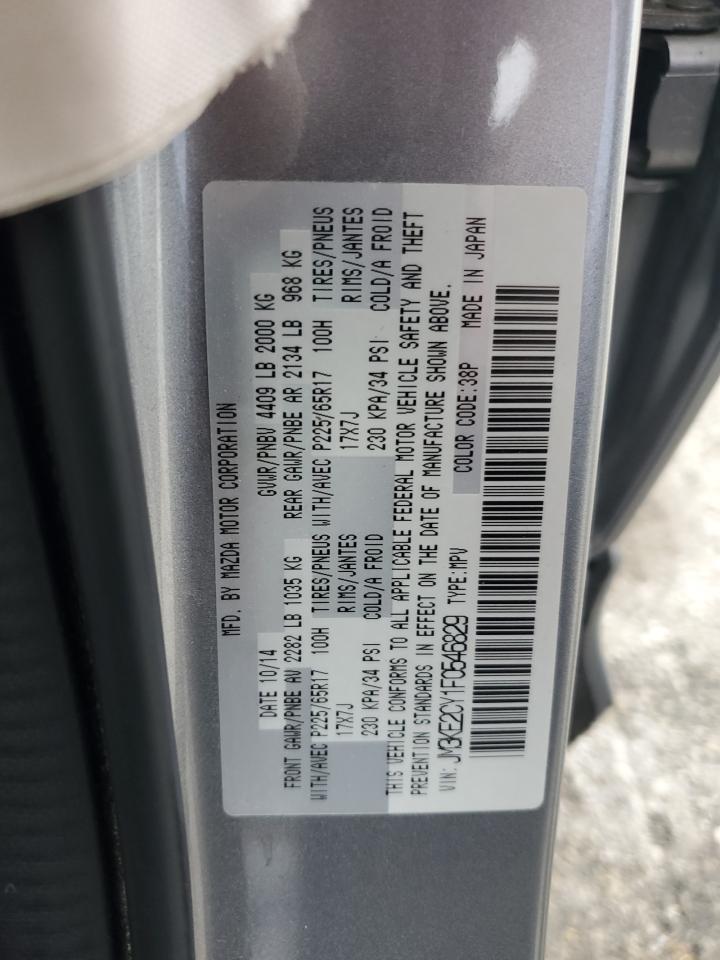 MFD. BY MAZDA MOTOR CORPORATION
DATE 10/14 GVWR/PNBV 4409 LB 2000 KG
FRONT GAWR/PNBE AV 2282 LB 1035 KG REAR GAWR/PNBE AR 2134 LB 968 KG
WITH/AVEC P225/65R17 100H TIRES/PNEUS WITH/AVEC P225/65R17 100H TIRES/PNEUS
17X7J RIMS/JANTES 17X7J RIMS/JANTES
230 KPA/34 PSI COLD/A FROID 230 KPA/34 PSI COLD/A FROID
THIS VEHICLE CONFORMS TO ALL APPLICABLE FEDERAL MOTOR VEHICLE SAFETY AND THEFT
PREVENTION STANDARDS IN EFFECT ON THE DATE OF MANUFACTURE SHOWN ABOVE.
VIN: JM3KE2CY1F0546829 TYPE:MPV COLOR CODE:38P MADE IN JAPAN